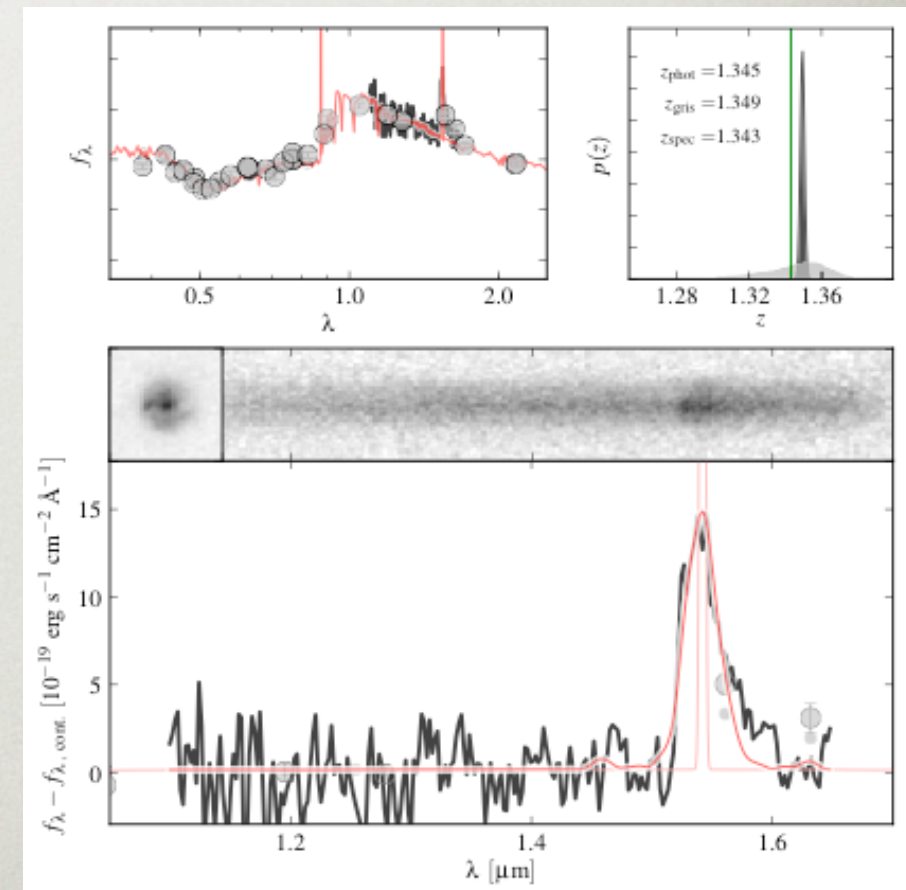 f_λ
0.5 1.0 2.0
λ
z_phot =1.345
z_gris =1.349
z_spec =1.343
p(z)
1.28 1.32 1.36
z
15
10
5
0
f_λ − f_λ, cont. [10^−19 erg s^−1 cm^−2 Å^−1]
1.2 1.4 1.6
λ [μm]